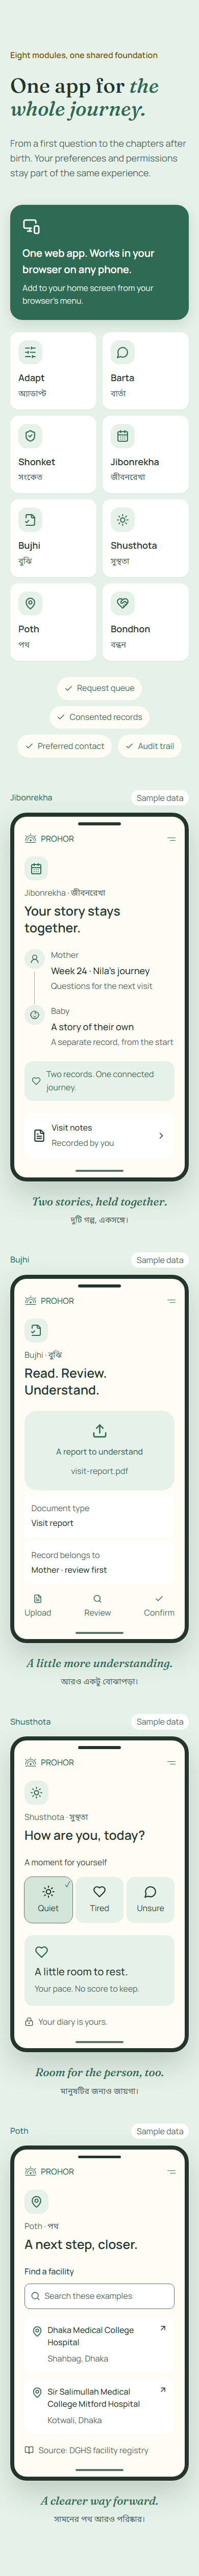 Eight modules, one shared foundation
One app for the
whole journey.
From a first question to the chapters after
birth. Your preferences and permissions
stay part of the same experience.
One web app. Works in your
browser on any phone.
Add to your home screen from your
browser's menu.
Adapt
অ্যাডাপ্ট
Barta
বার্তা
Shonket
সংকেত
Jibonrekha
জীবনরেখা
Bujhi
বুঝি
Shusthota
সুস্থতা
Poth
পথ
Bondhon
বন্ধন
Request queue
Consented records
Preferred contact
Audit trail
Jibonrekha
Sample data
PROHOR
Jibonrekha · জীবনরেখা
Your story stays
together.
Mother
Week 24 · Nila's journey
Questions for the next visit
Baby
A story of their own
A separate record, from the start
Two records. One connected
journey.
Visit notes
Recorded by you
Two stories, held together.
দুটি গল্প, একসঙ্গে।
Bujhi
Sample data
PROHOR
Bujhi · বুঝি
Read. Review.
Understand.
A report to understand
visit-report.pdf
Document type
Visit report
Record belongs to
Mother · review first
Upload
Review
Confirm
A little more understanding.
আরও একটু বোঝাপড়া।
Shusthota
Sample data
PROHOR
Shusthota · সুস্থতা
How are you, today?
A moment for yourself
Quiet
Tired
Unsure
A little room to rest.
Your pace. No score to keep.
Your diary is yours.
Room for the person, too.
মানুষটির জন্যও জায়গা।
Poth
Sample data
PROHOR
Poth · পথ
A next step, closer.
Find a facility
Search these examples
Dhaka Medical College
Hospital
Shahbag, Dhaka
Sir Salimullah Medical
College Mitford Hospital
Kotwali, Dhaka
Source: DGHS facility registry
A clearer way forward.
সামনের পথ আরও পরিষ্কার।